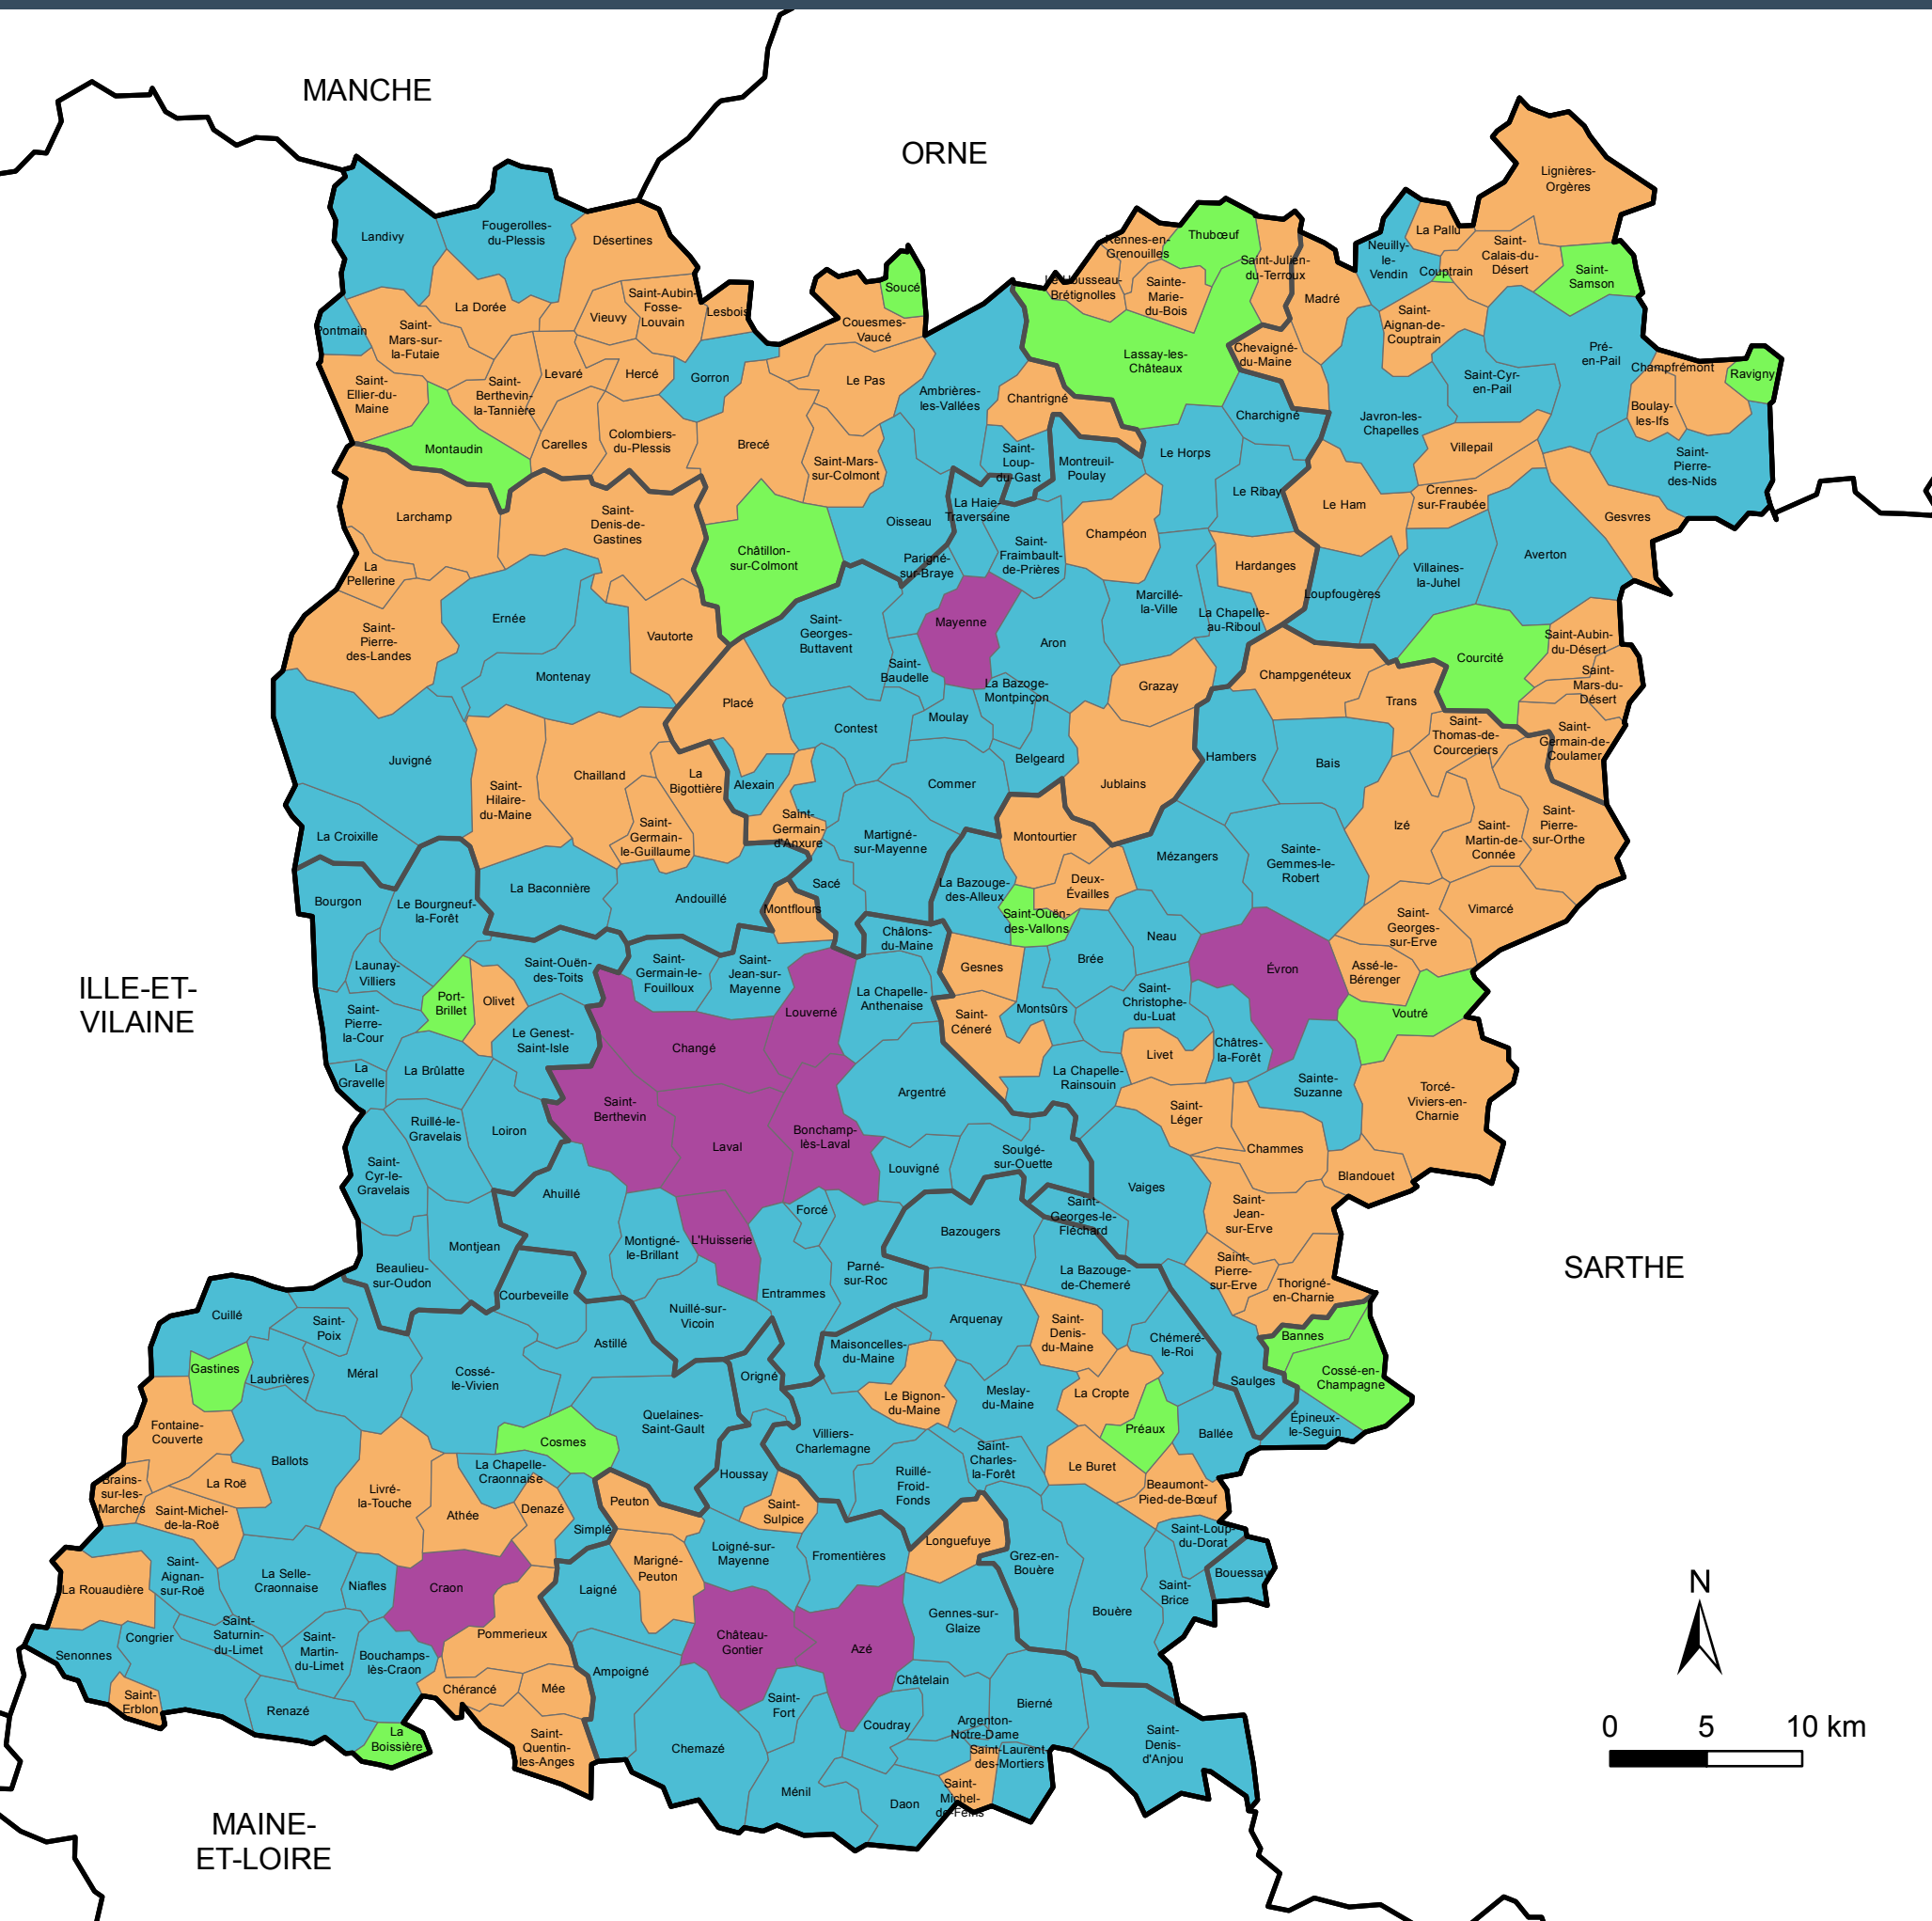 MANCHE
ORNE
Lignières-
Orgères
Landivy
Fougerolles-
du-Plessis
Désertines
Rennes-en-
Grenouilles
Thubœuf
La Pallu
Neuilly-
le-
Vendin
Saint-
Calais-du-
Désert
Couptrain
Saint-
Samson
Soucé
Saint-Julien-
du-Terroux
Le Housseau-
Brétignolles
Sainte-
Marie-
du-Bois
Madré
La Dorée
Vieuvy
Saint-Aubin-
Fosse-
Louvain
Lesbois
Couesmes-
Vaucé
Pontmain
Saint-
Mars-sur-
la-Futaie
Saint-
Aignan-de-
Couptrain
Lassay-les-
Châteaux
Chevaigné-
du-Maine
Pré-
en-Pail
Champfrémont
Ravigny
Saint-
Ellier-du-
Maine
Saint-
Berthevin-
la-Tannière
Levaré
Hercé
Gorron
Le Pas
Ambrières-
les-Vallées
Chantrigné
Charchigné
Javron-les-
Chapelles
Saint-Cyr-
en-Pail
Boulay-
les-Ifs
Montaudin
Carelles
Colombiers-
du-Plessis
Brecé
Saint-Mars-
sur-Colmont
Saint-
Loup-
du-Gast
Montreuil-
Poulay
Le Horps
Villepail
Saint-
Pierre-
des-Nids
Le Ribay
Le Ham
Crennes-
sur-Fraubée
Gesvres
Larchamp
Saint-
Denis-de-
Gastines
La Haie-
Traversaine
Oisseau
Champéon
Châtillon-
sur-Colmont
Parigné-
sur-Braye
Saint-
Fraimbault-
de-Prières
Averton
La
Pellerine
Hardanges
Villaines-
la-Juhel
Loupfougères
Ernée
Marcillé-
la-Ville
La Chapelle-
au-Riboul
Saint-
Pierre-
des-Landes
Vautorte
Saint-
Georges-
Buttavent
Mayenne
Aron
Saint-Aubin-
du-Désert
Courcité
Montenay
Saint-
Baudelle
La Bazoge-
Montpinçon
Grazay
Champgenéteux
Saint-
Mars-du-
Désert
Trans
Placé
Contest
Moulay
Saint-
Thomas-de-
Courceriers
Saint-
Germain-de-
Coulamer
Juvigné
Belgeard
Hambers
Bais
Chailland
La
Bigottière
Alexain
Commer
Jublains
Saint-
Hilaire-
du-Maine
Saint-
Germain-
le-Guillaume
Saint-
Germain-
d'Anxure
Martigné-
sur-Mayenne
Montourtier
Izé
Saint-
Martin-de-
Connée
Saint-
Pierre-
sur-Orthe
La Croixille
Mézangers
Sainte-
Gemmes-le-
Robert
La Baconnière
Andouillé
Sacé
La Bazouge-
des-Alleux
Deux-
Évailles
Bourgon
Le Bourgneuf-
la-Forêt
Montflours
Saint-Ouën-
des-Vallons
Vimarcé
Saint-
Georges-
sur-Erve
Châlons-
du-Maine
Neau
Saint-Ouën-
des-Toits
Saint-
Germain-le-
Fouilloux
Saint-
Jean-sur-
Mayenne
Gesnes
Brée
Évron
Assé-le-
Bérenger
Launay-
Villiers
Port-
Brillet
Olivet
Louverné
La Chapelle-
Anthenaise
Saint-
Céneré
Montsûrs
Saint-
Christophe-
du-Luat
Voutré
ILLE-ET-
VILAINE
Saint-
Pierre-
la-Cour
Le Genest-
Saint-Isle
Changé
Livet
Châtres-
la-Forêt
La
Gravelle
La Brûlatte
La Chapelle-
Rainsouin
Sainte-
Suzanne
Argentré
Torcé-
Viviers-en-
Charnie
Saint-
Berthevin
Ruillé-le-
Gravelais
Loiron
Bonchamp-
lès-Laval
Laval
Saint-
Léger
Chammes
Saint-
Cyr-le-
Gravelais
Louvigné
Soulgé-
sur-Ouette
Blandouet
Ahuillé
Vaiges
Forcé
Saint-
Georges-le-
Fléchard
Saint-
Jean-
sur-Erve
Montjean
Montigné-
le-Brillant
L'Huisserie
Bazougers
Beaulieu-
sur-Oudon
Parné-
sur-Roc
La Bazouge-
de-Chemeré
Saint-
Pierre-
sur-Erve
Thorigné-
en-Charnie
SARTHE
Courbeveille
Entrammes
Cuillé
Saint-
Poix
Nuillé-sur-
Vicoin
Arquenay
Saint-
Denis-
du-Maine
Bannes
Astillé
Maisoncelles-
du-Maine
Chémeré-
le-Roi
Gastines
Laubrières
Méral
Cossé-
le-Vivien
Origné
Saulges
Cossé-en-
Champagne
Le Bignon-
du-Maine
Meslay-
du-Maine
La Cropte
Fontaine-
Couverte
Quelaines-
Saint-Gault
Préaux
Ballée
Épineux-
le-Seguin
Cosmes
Villiers-
Charlemagne
Ballots
La Chapelle-
Craonnaise
Houssay
Ruillé-
Froid-
Fonds
Saint-
Charles-
la-Forêt
Le Buret
Brains-
sur-les-
Marches
La Roë
Livré-
la-Touche
Beaumont-
Pied-de-Bœuf
Saint-Michel-
de-la-Roë
Athée
Denazé
Peuton
Saint-
Sulpice
Simplé
Longuefuye
Saint-Loup-
du-Dorat
Loigné-sur-
Mayenne
Fromentières
Grez-en-
Bouère
Bouessay
La Rouaudière
Saint-
Aignan-
sur-Roë
La Selle-
Craonnaise
Niafles
Craon
Laigné
Marigné-
Peuton
Saint-
Brice
Bouère
N
Gennes-sur-
Glaize
Senonnes
Congrier
Saint-
Saturnin-
du-Limet
Saint-
Martin-
du-Limet
Bouchamps-
lès-Craon
Pommerieux
Château-
Gontier
Azé
Ampoigné
Châtelain
Saint-
Erblon
Renazé
Chérancé
Mée
Saint-
Fort
Bierné
Coudray
Argenton-
Notre-Dame
La
Boissière
Saint-
Quentin-
les-Anges
Chemazé
Saint-Laurent-
des-Mortiers
Saint-
Denis-
d'Anjou
Ménil
Daon
Saint-
Michel-
de-Feins
0 5 10 km
MAINE-
ET-LOIRE